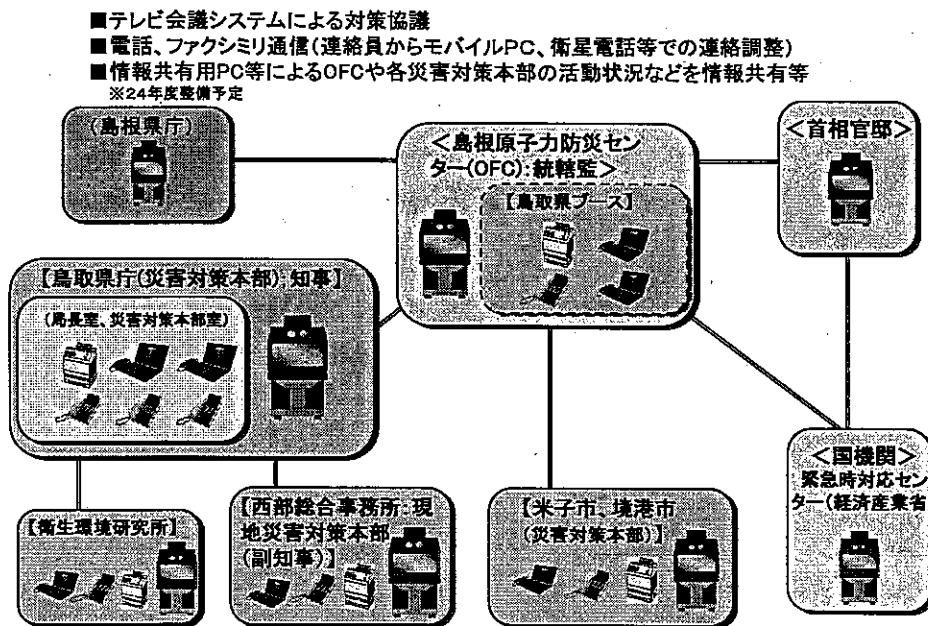 ■テレビ会議システムによる対策協議
■電話、ファクシミリ通信(連絡員からモバイルPC、衛星電話等での連絡調整)
■情報共有用PC等によるOFCや各災害対策本部の活動状況などを情報共有等
※24年度整備予定
(島根県庁)
<島根原子力防災セン
ター(OFC):統轄監>
【鳥取県ブース】
<首相官邸>
【鳥取県庁(災害対策本部):知事】
(局長室、災害対策本部室)
【衛生環境研究所】
【西部総合事務所:現
地災害対策本部
(副知事)】
【米子市、境港市
(災害対策本部)】
<国機関>
緊急時対応セン
ター(経済産業省